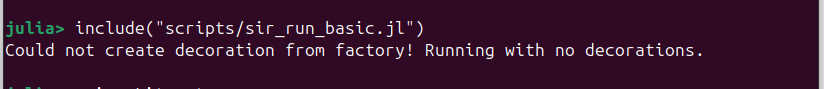 julia> include("scripts/sir_run_basic.jl")
Could not create decoration from factory! Running with no decorations.